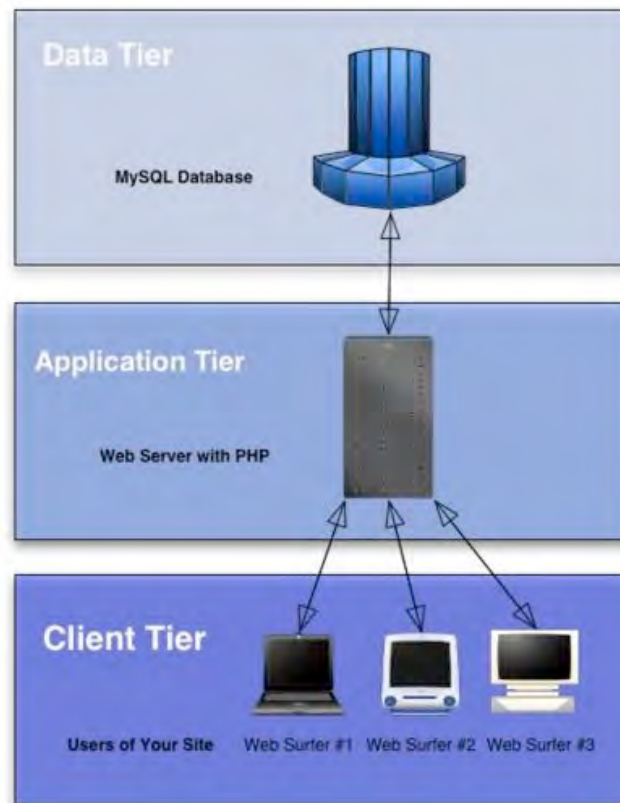 Data Tier
MySQL Database
Application Tier
Web Server with PHP
Client Tier
Users of Your Site
Web Surfer #1
Web Surfer #2
Web Surfer #3